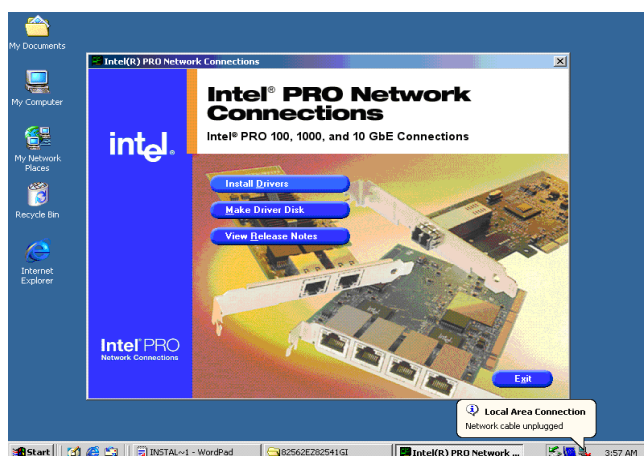 My Documents
My Computer
My Network
Places
Recycle Bin
Internet
Explorer
Intel(R) PRO Network Connections
intel®
Intel® PRO Network
Connections
Intel® PRO 100, 1000, and 10 GbE Connections
Install Drivers
Make Driver Disk
View Release Notes
Intel® PRO
Network Connections
Exit
Local Area Connection
Network cable unplugged
Start
INSTAL~1 - WordPad
82562EZ82541GI
Intel(R) PRO Network ...
3:57 AM